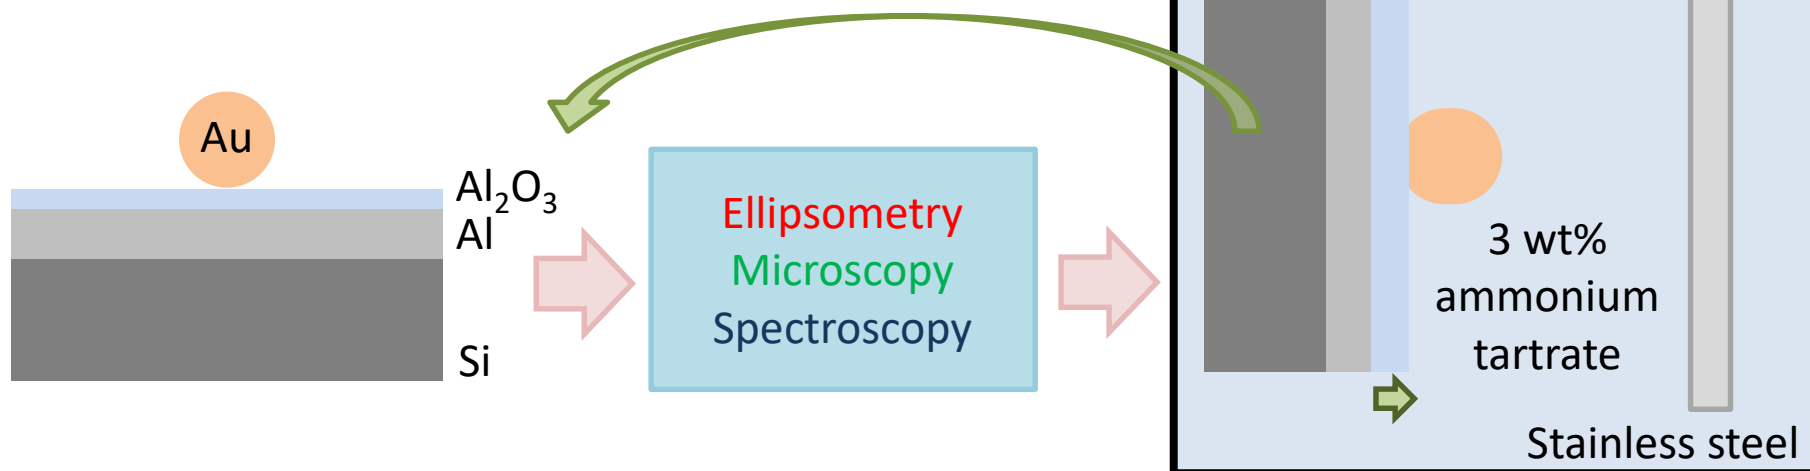 Au
Al₂O₃
Al
Si
Ellipsometry
Microscopy
Spectroscopy
3 wt%
ammonium
tartrate
Stainless steel